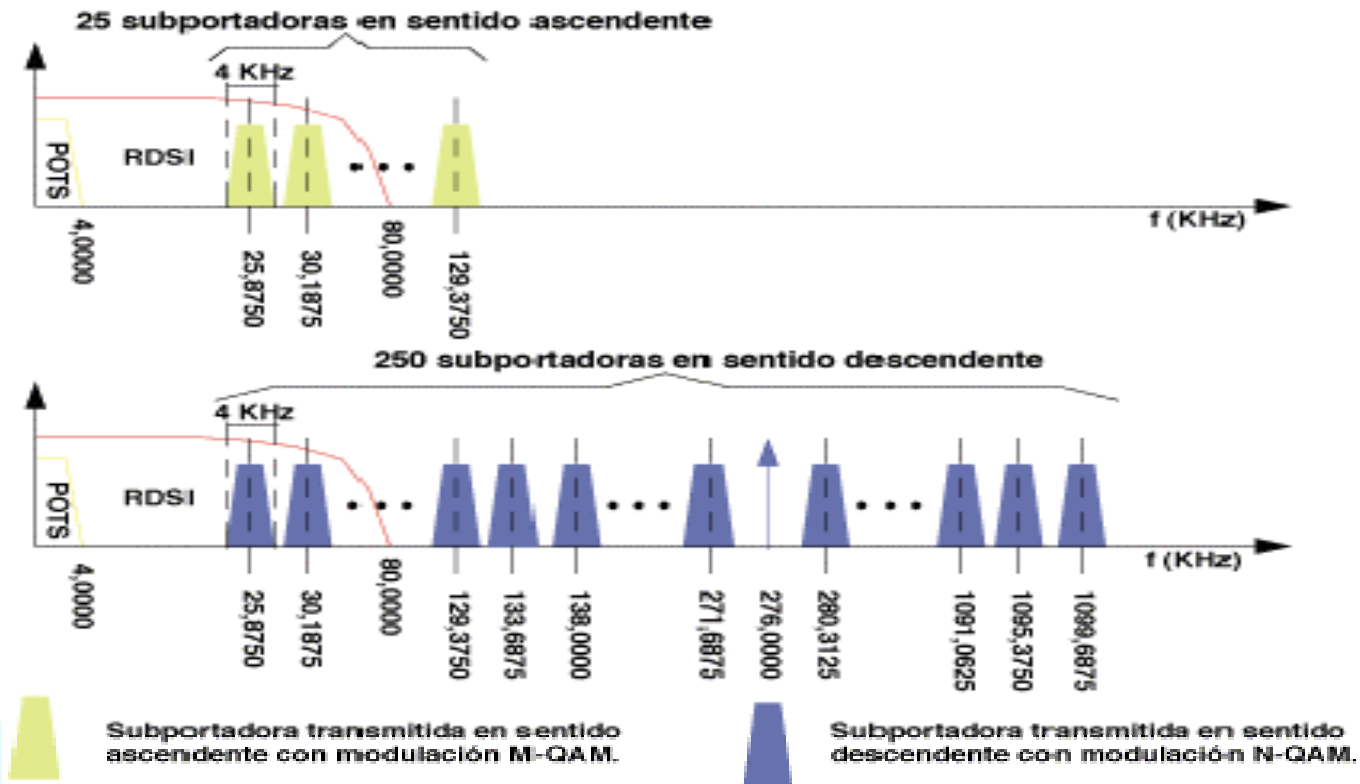 25 subportadoras en sentido ascendente
4 KHz
POTS
RDSI
f (KHz)
4,0000
25,8750
30,1875
80,0000
129,3750
250 subportadoras en sentido descendente
4 KHz
POTS
RDSI
f (KHz)
4,0000
25,8750
30,1875
80,0000
129,3750
133,6875
138,0000
271,6875
276,0000
280,3125
1091,0625
1095,3750
1099,6875
Subportadora transmitida en sentido
ascendente con modulación M-QAM.
Subportadora transmitida en sentido
descendente con modulación N-QAM.